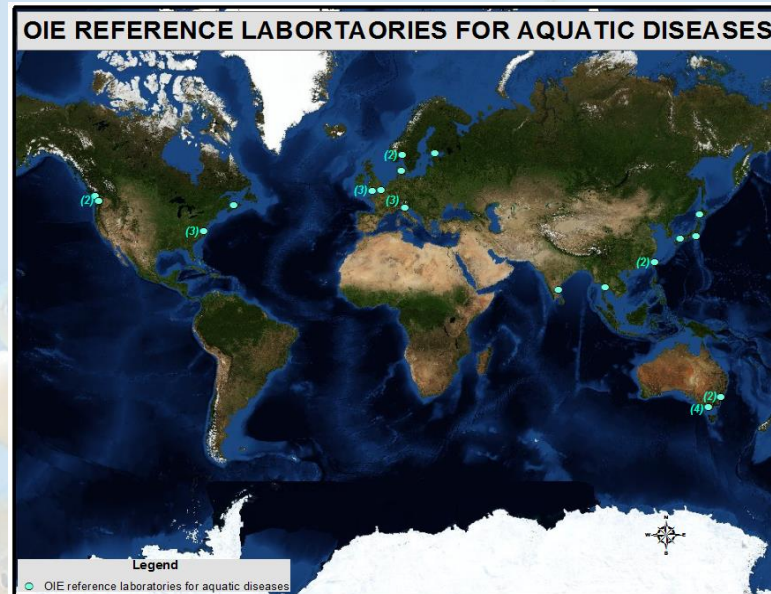 OIE REFERENCE LABORTAORIES FOR AQUATIC DISEASES
(2)
(3)
(3)
(2)
(3)
(2)
(2)
(4)
N
W E
S
Legend
OIE reference laboratories for aquatic diseases